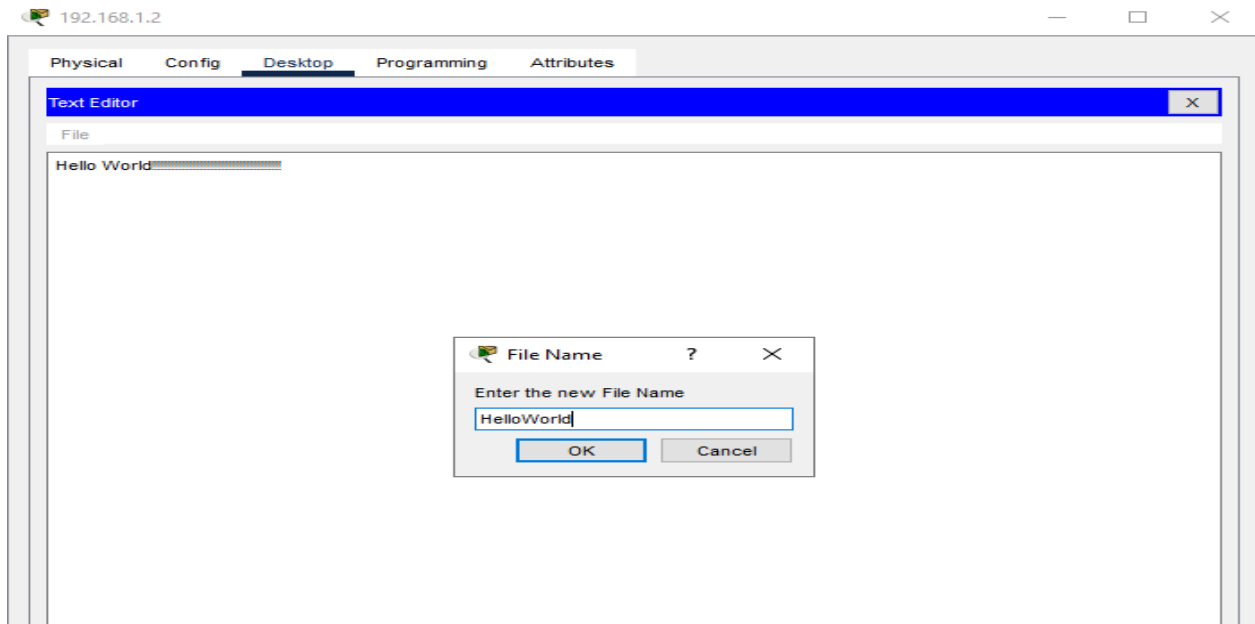 192.168.1.2
Physical Config Desktop Programming Attributes
Text Editor X
File
Hello World
File Name ?
Enter the new File Name
HelloWorld
OK Cancel